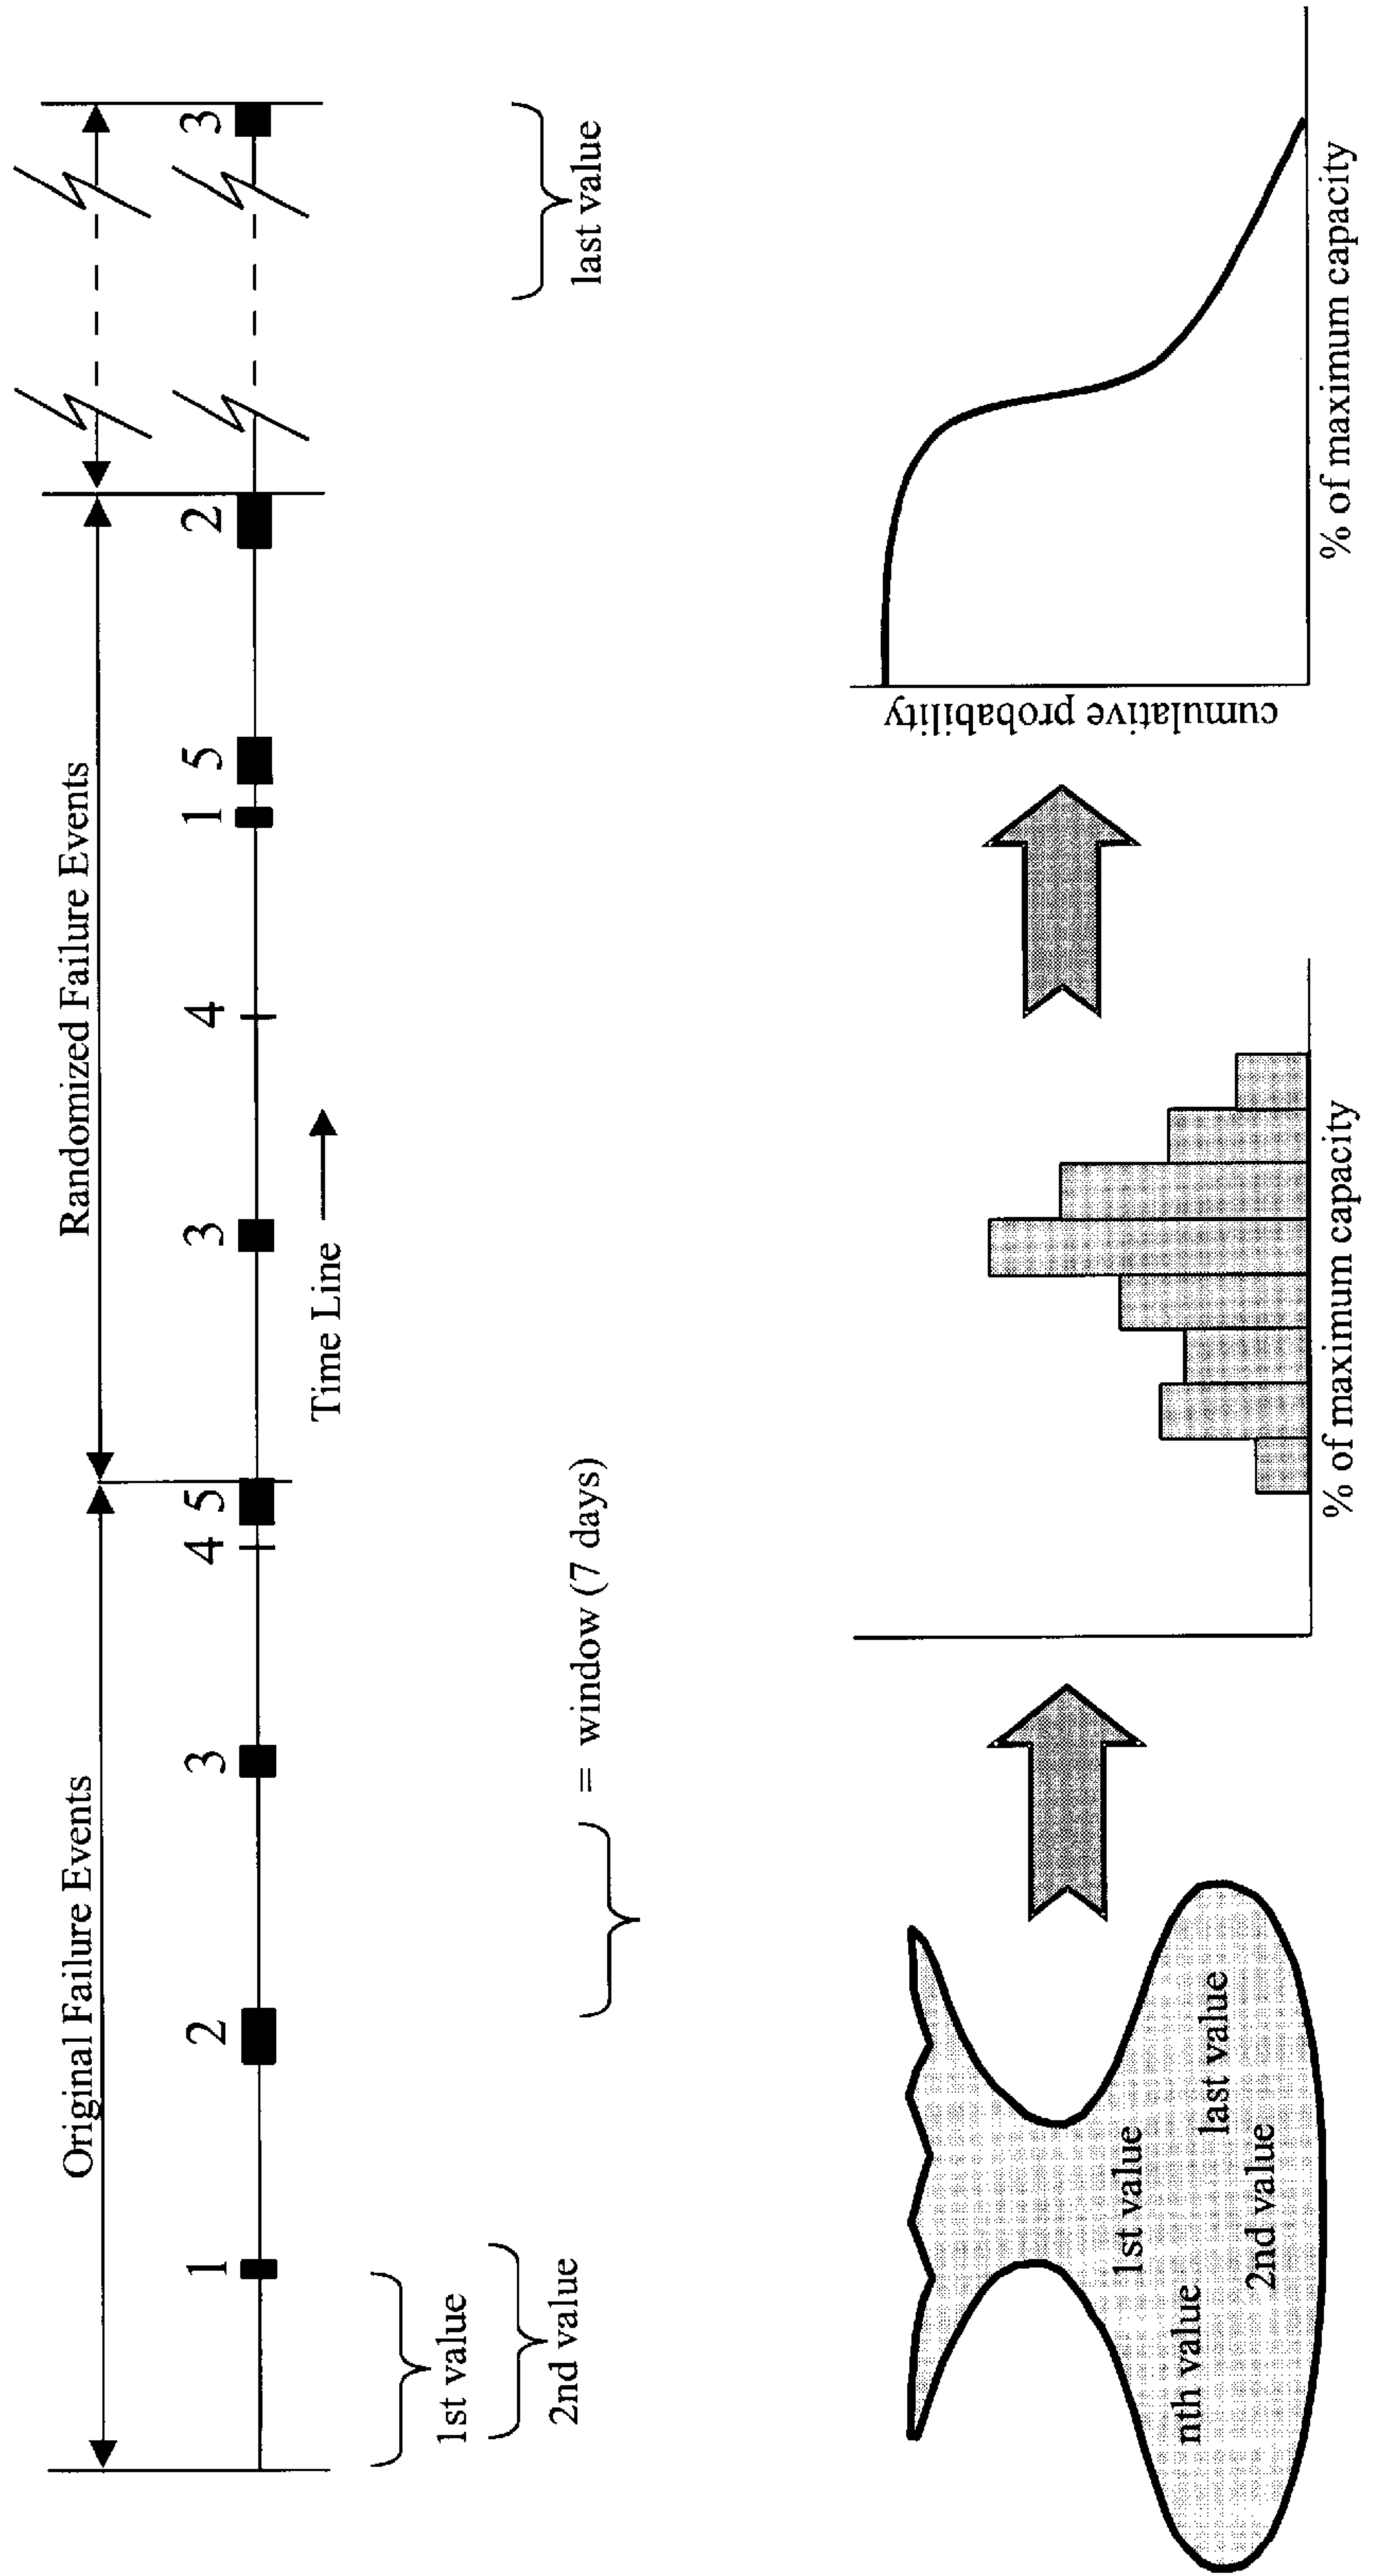 Original Failure Events
Randomized Failure Events
1
2
3
4
5
3
4
1
5
2
3
Time Line
1st value
2nd value
= window (7 days)
last value
nth value
1st value
2nd value
last value
% of maximum capacity
cumulative probability
% of maximum capacity